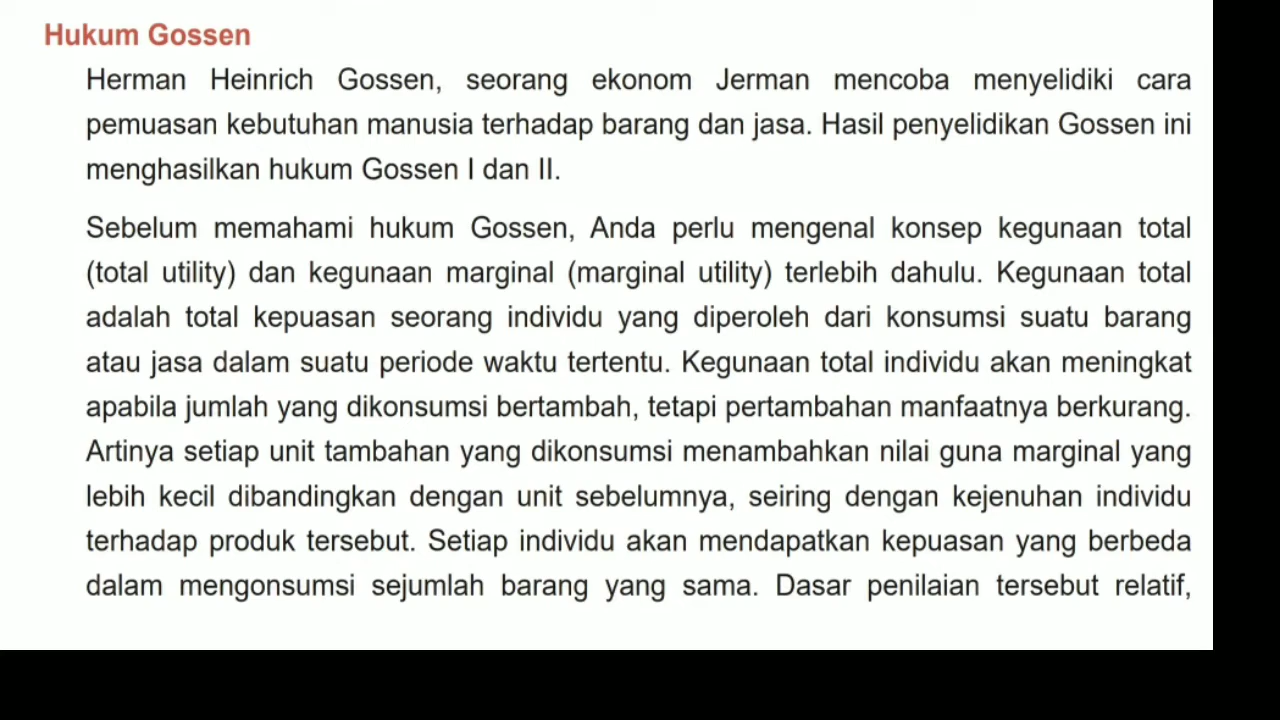 Hukum Gossen
Herman Heinrich Gossen, seorang ekonom Jerman mencoba menyelidiki cara
pemuasan kebutuhan manusia terhadap barang dan jasa. Hasil penyelidikan Gossen ini
menghasilkan hukum Gossen I dan II.
Sebelum memahami hukum Gossen, Anda perlu mengenal konsep kegunaan total
(total utility) dan kegunaan marginal (marginal utility) terlebih dahulu. Kegunaan total
adalah total kepuasan seorang individu yang diperoleh dari konsumsi suatu barang
atau jasa dalam suatu periode waktu tertentu. Kegunaan total individu akan meningkat
apabila jumlah yang dikonsumsi bertambah, tetapi pertambahan manfaatnya berkurang.
Artinya setiap unit tambahan yang dikonsumsi menambahkan nilai guna marginal yang
lebih kecil dibandingkan dengan unit sebelumnya, seiring dengan kejenuhan individu
terhadap produk tersebut. Setiap individu akan mendapatkan kepuasan yang berbeda
dalam mengonsumsi sejumlah barang yang sama. Dasar penilaian tersebut relatif,